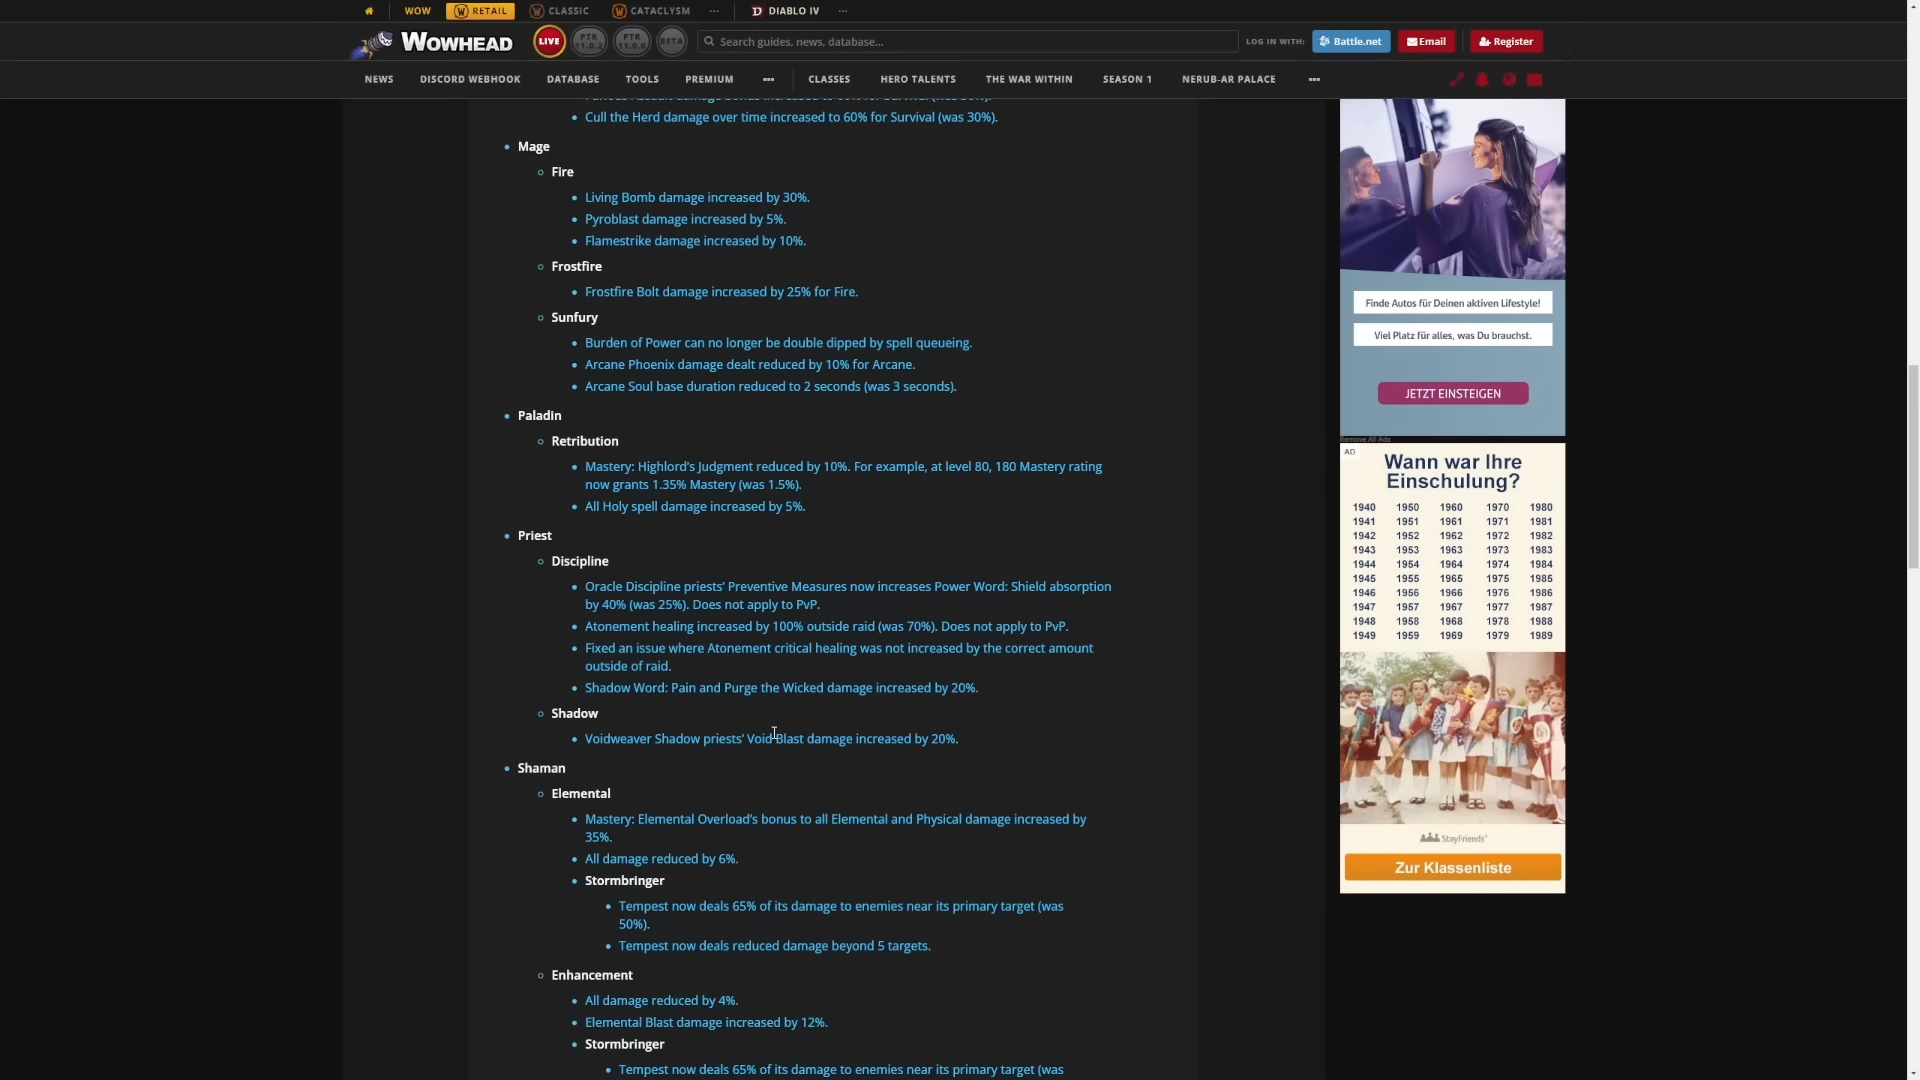 WOW
RETAIL
CLASSIC
CATACLYSM
DIABLO IV
WOWHEAD
LIVE
PTR 11.0.2
PTR 11.0.0
BETA
Search guides, news, database...
LOG IN WITH:
Battle.net
Email
Register
NEWS
DISCORD WEBHOOK
DATABASE
TOOLS
PREMIUM
CLASSES
HERO TALENTS
THE WAR WITHIN
SEASON 1
NERUB-AR PALACE
Cull the Herd damage over time increased to 60% for Survival (was 30%).
Mage
Fire
Living Bomb damage increased by 30%.
Pyroblast damage increased by 5%.
Flamestrike damage increased by 10%.
Frostfire
Frostfire Bolt damage increased by 25% for Fire.
Sunfury
Burden of Power can no longer be double dipped by spell queueing.
Arcane Phoenix damage dealt reduced by 10% for Arcane.
Arcane Soul base duration reduced to 2 seconds (was 3 seconds).
Paladin
Retribution
Mastery: Highlord's Judgment reduced by 10%. For example, at level 80, 180 Mastery rating
now grants 1.35% Mastery (was 1.5%).
All Holy spell damage increased by 5%.
Priest
Discipline
Oracle Discipline priests' Preventive Measures now increases Power Word: Shield absorption
by 40% (was 25%). Does not apply to PvP.
Atonement healing increased by 100% outside raid (was 70%). Does not apply to PvP.
Fixed an issue where Atonement critical healing was not increased by the correct amount
outside of raid.
Shadow Word: Pain and Purge the Wicked damage increased by 20%.
Shadow
Voidweaver Shadow priests' Void Blast damage increased by 20%.
Shaman
Elemental
Mastery: Elemental Overload's bonus to all Elemental and Physical damage increased by
35%.
All damage reduced by 6%.
Stormbringer
Tempest now deals 65% of its damage to enemies near its primary target (was
50%).
Tempest now deals reduced damage beyond 5 targets.
Enhancement
All damage reduced by 4%.
Elemental Blast damage increased by 12%.
Stormbringer
Tempest now deals 65% of its damage to enemies near its primary target (was
Finde Autos für Deinen aktiven Lifestyle!
Viel Platz für alles, was Du brauchst.
JETZT EINSTEIGEN
Remove All Ads
AD
Wann war Ihre
Einschulung?
1940 1950 1960 1970 1980
1941 1951 1961 1971 1981
1942 1952 1962 1972 1982
1943 1953 1963 1973 1983
1944 1954 1964 1974 1984
1945 1955 1965 1975 1985
1946 1956 1966 1976 1986
1947 1957 1967 1977 1987
1948 1958 1968 1978 1988
1949 1959 1969 1979 1989
StayFriends
Zur Klassenliste